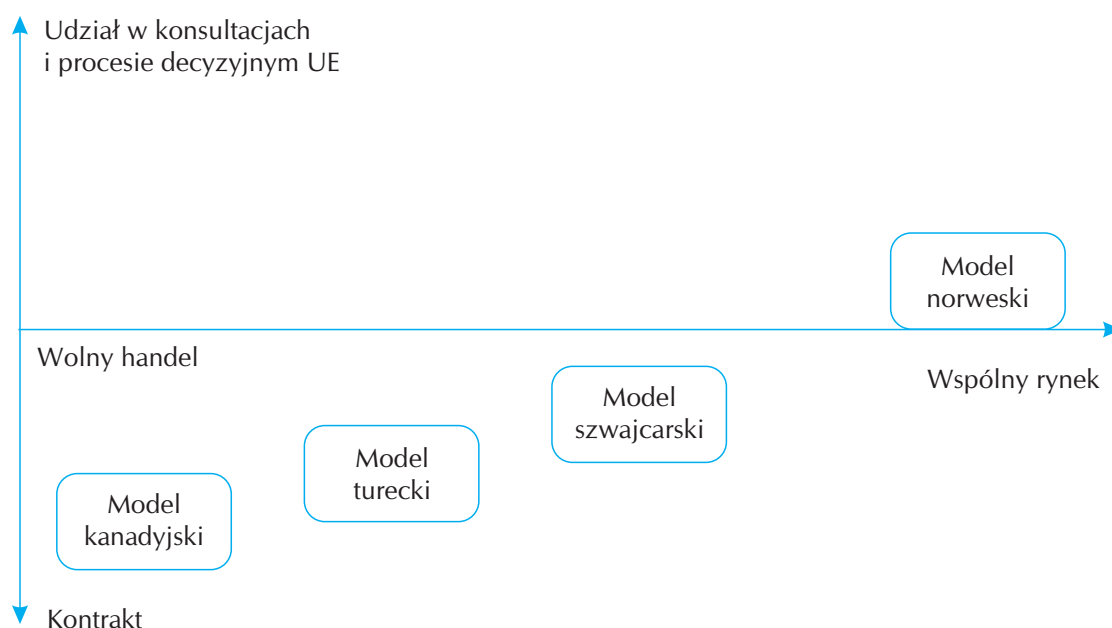 Udział w konsultacjach
i procesie decyzyjnym UE
Model
norweski
Wolny handel
Wspólny rynek
Model
szwajcarski
Model
turecki
Model
kanadyjski
Kontrakt